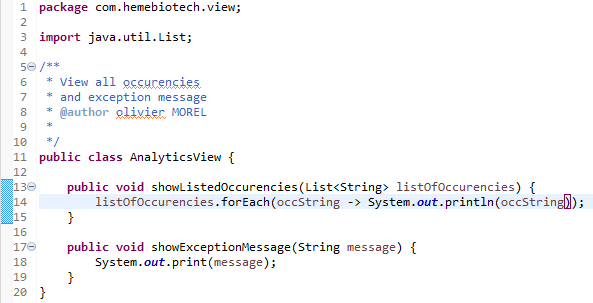 1 package com.hemebiotech.view;
2
3 import java.util.List;
4
5 /**
6  * View all occurencies
7  * and exception message
8  * @author olivier MOREL
9  *
10  */
11 public class AnalyticsView {
12
13     public void showListedOccurencies(List<String> listOfOccurencies) {
14         listOfOccurencies.forEach(occString -> System.out.println(occString));
15     }
16
17     public void showExceptionMessage(String message) {
18         System.out.print(message);
19     }
20 }